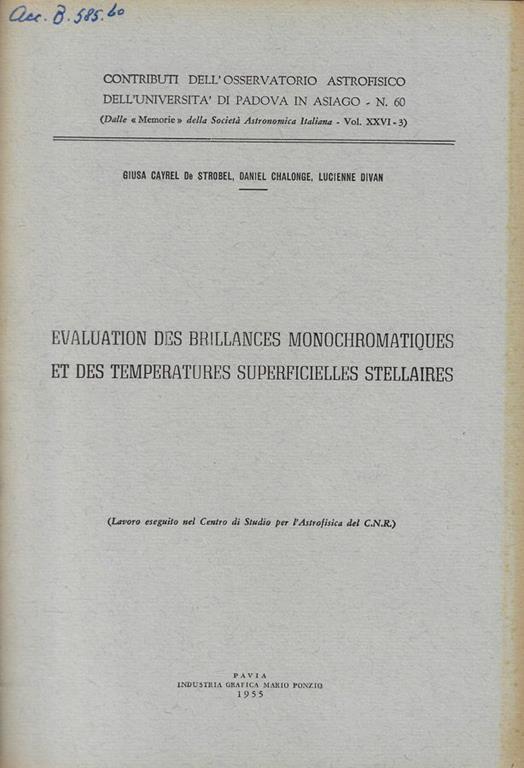 Acc. B. 585.60
CONTRIBUTI DELL'OSSERVATORIO ASTROFISICO
DELL'UNIVERSITA' DI PADOVA IN ASIAGO - N. 60
(Dalle « Memorie » della Società Astronomica Italiana - Vol. XXVI - 3)
GIUSA CAYREL De STROBEL, DANIEL CHALONGE, LUCIENNE DIVAN
EVALUATION DES BRILLANCES MONOCHROMATIQUES
ET DES TEMPERATURES SUPERFICIELLES STELLAIRES
(Lavoro eseguito nel Centro di Studio per l'Astrofisica del C.N.R.)
PAVIA
INDUSTRIA GRAFICA MARIO PONZIO
1955